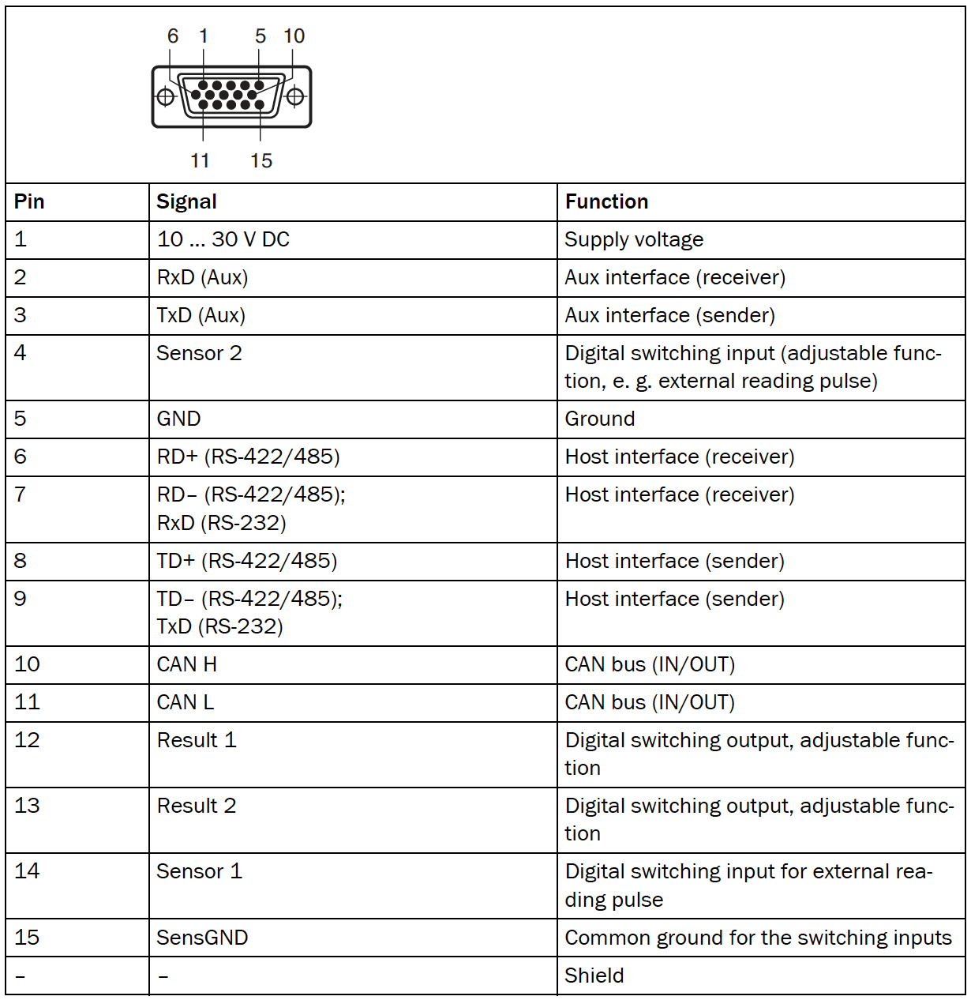 6 1 5 10
11 15
Pin Signal Function
1 10 ... 30 V DC Supply voltage
2 RxD (Aux) Aux interface (receiver)
3 TxD (Aux) Aux interface (sender)
4 Sensor 2 Digital switching input (adjustable func-
tion, e. g. external reading pulse)
5 GND Ground
6 RD+ (RS-422/485) Host interface (receiver)
7 RD– (RS-422/485); Host interface (receiver)
RxD (RS-232)
8 TD+ (RS-422/485) Host interface (sender)
9 TD– (RS-422/485); Host interface (sender)
TxD (RS-232)
10 CAN H CAN bus (IN/OUT)
11 CAN L CAN bus (IN/OUT)
12 Result 1 Digital switching output, adjustable func-
tion
13 Result 2 Digital switching output, adjustable func-
tion
14 Sensor 1 Digital switching input for external rea-
ding pulse
15 SensGND Common ground for the switching inputs
– – Shield